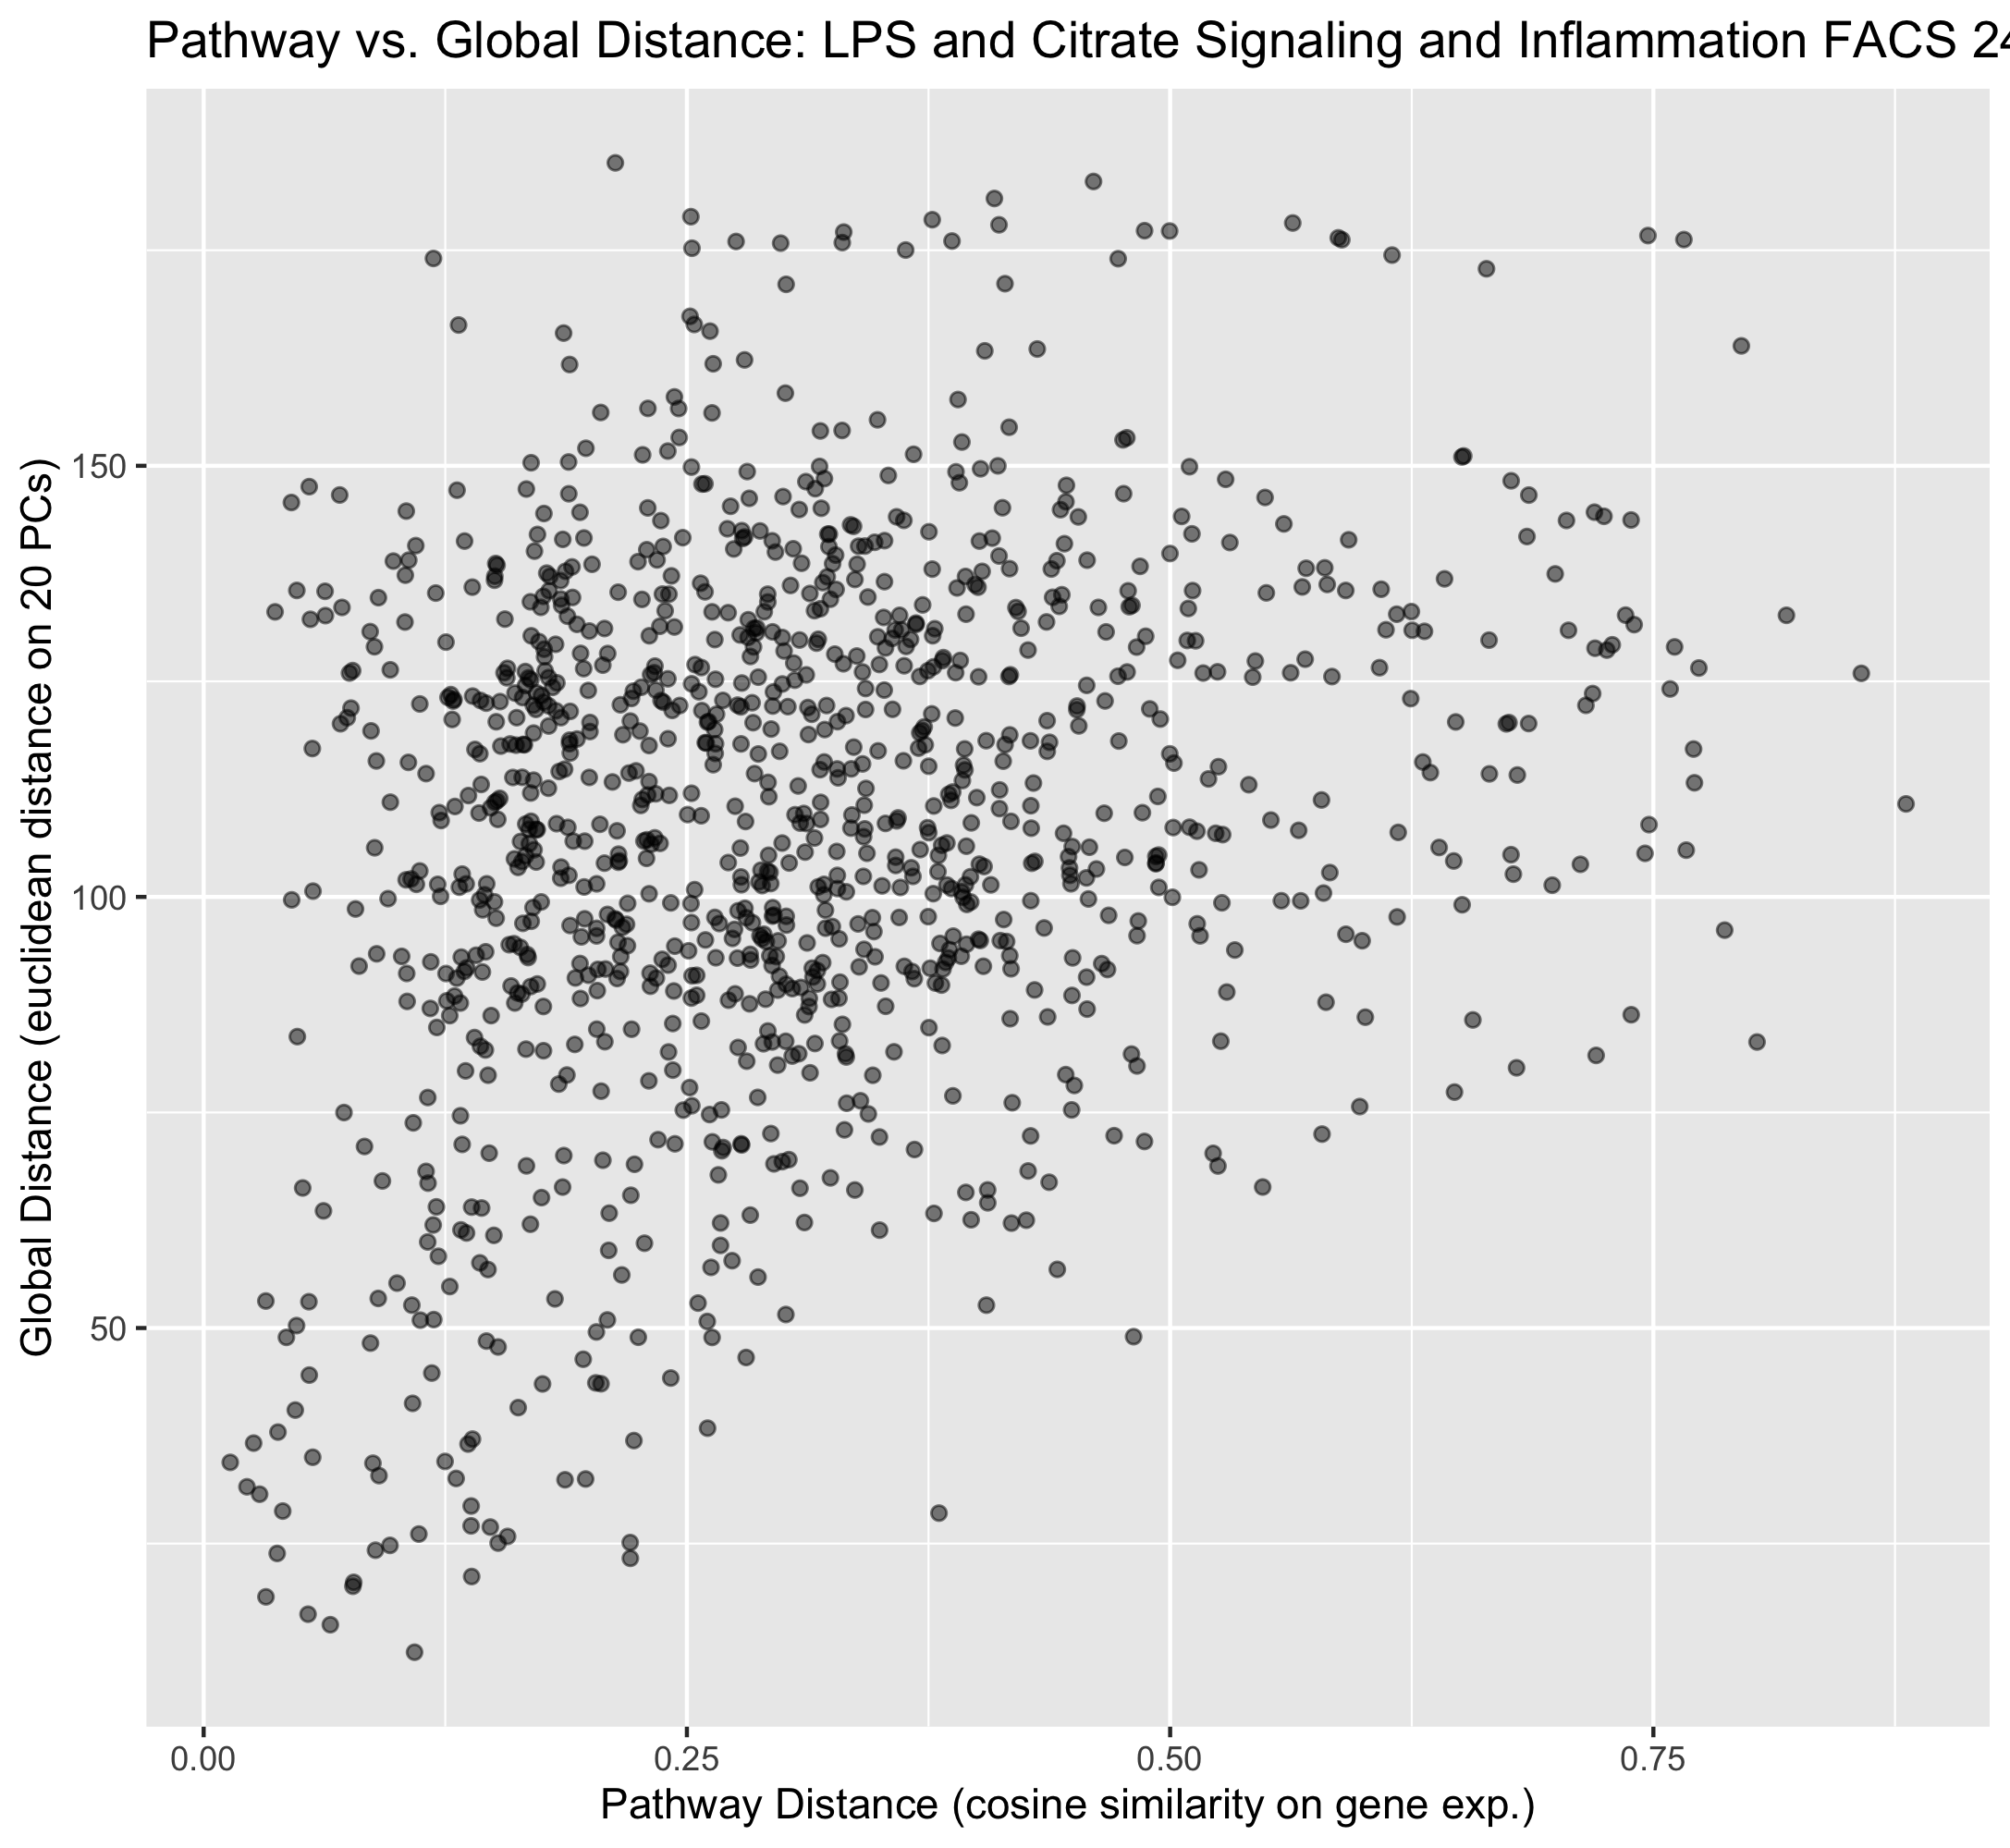 Pathway vs. Global Distance: LPS and Citrate Signaling and Inflammation FACS 24
Global Distance (euclidean distance on 20 PCs)
150
100
50
0.00 0.25 0.50 0.75
Pathway Distance (cosine similarity on gene exp.)